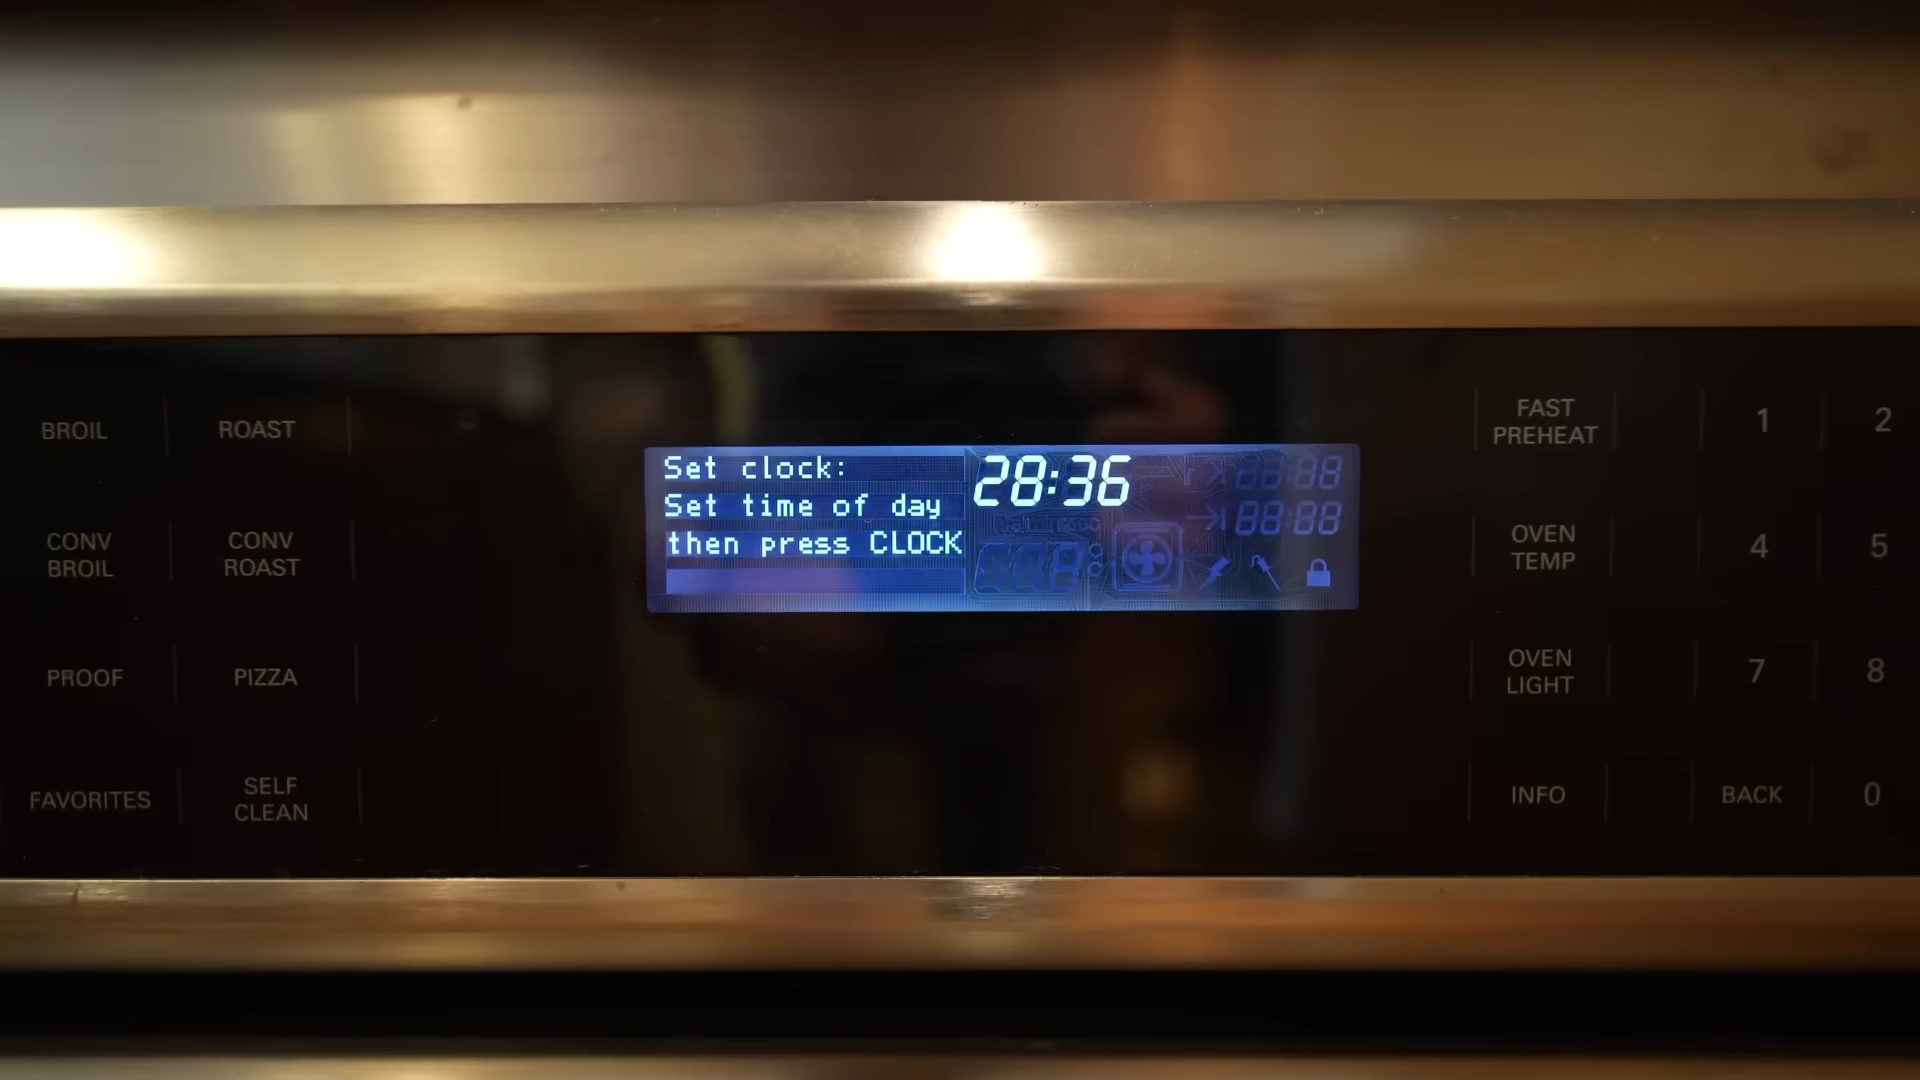 BROIL
ROAST
CONV
BROIL
CONV
ROAST
PROOF
PIZZA
FAVORITES
SELF
CLEAN
Set clock:
Set time of day
then press CLOCK
28:36
88:88
88:88
FAST
PREHEAT
1
2
OVEN
TEMP
4
5
OVEN
LIGHT
7
8
INFO
BACK
0